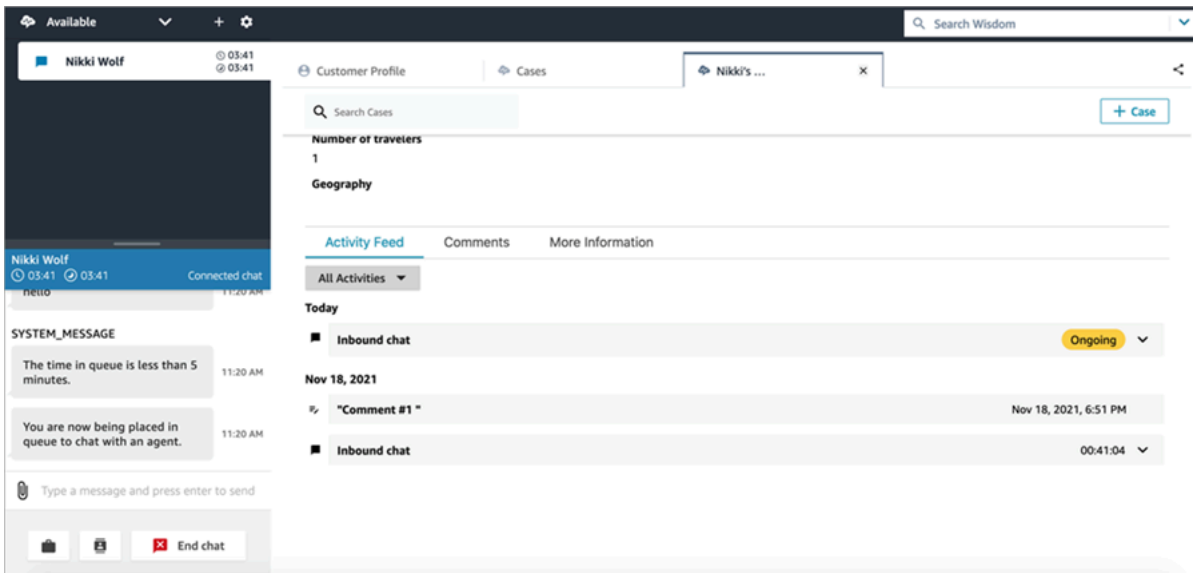 Available
Search Wisdom
Nikki Wolf
03:41
03:41
Customer Profile
Cases
Nikki's ...
Search Cases
+ Case
Number of travelers
1
Geography
Activity Feed
Comments
More Information
All Activities
Today
Inbound chat
Ongoing
Nov 18, 2021
"Comment #1 "
Nov 18, 2021, 6:51 PM
Inbound chat
00:41:04
Nikki Wolf
03:41 03:41
Connected chat
hello
11:20 AM
SYSTEM_MESSAGE
The time in queue is less than 5
minutes.
11:20 AM
You are now being placed in
queue to chat with an agent.
11:20 AM
Type a message and press enter to send
End chat